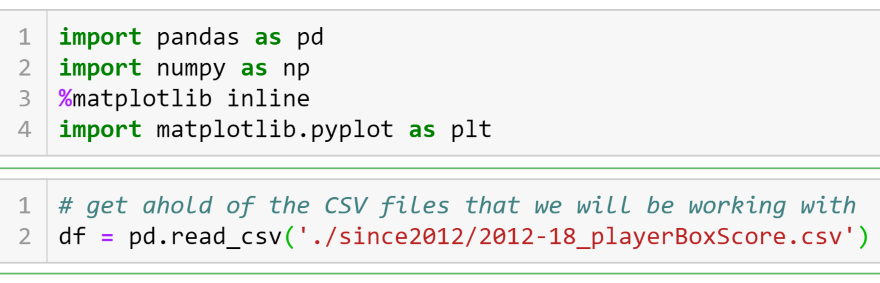 1 import pandas as pd
2 import numpy as np
3 %matplotlib inline
4 import matplotlib.pyplot as plt
1 # get ahold of the CSV files that we will be working with
2 df = pd.read_csv('./since2012/2012-18_playerBoxScore.csv')